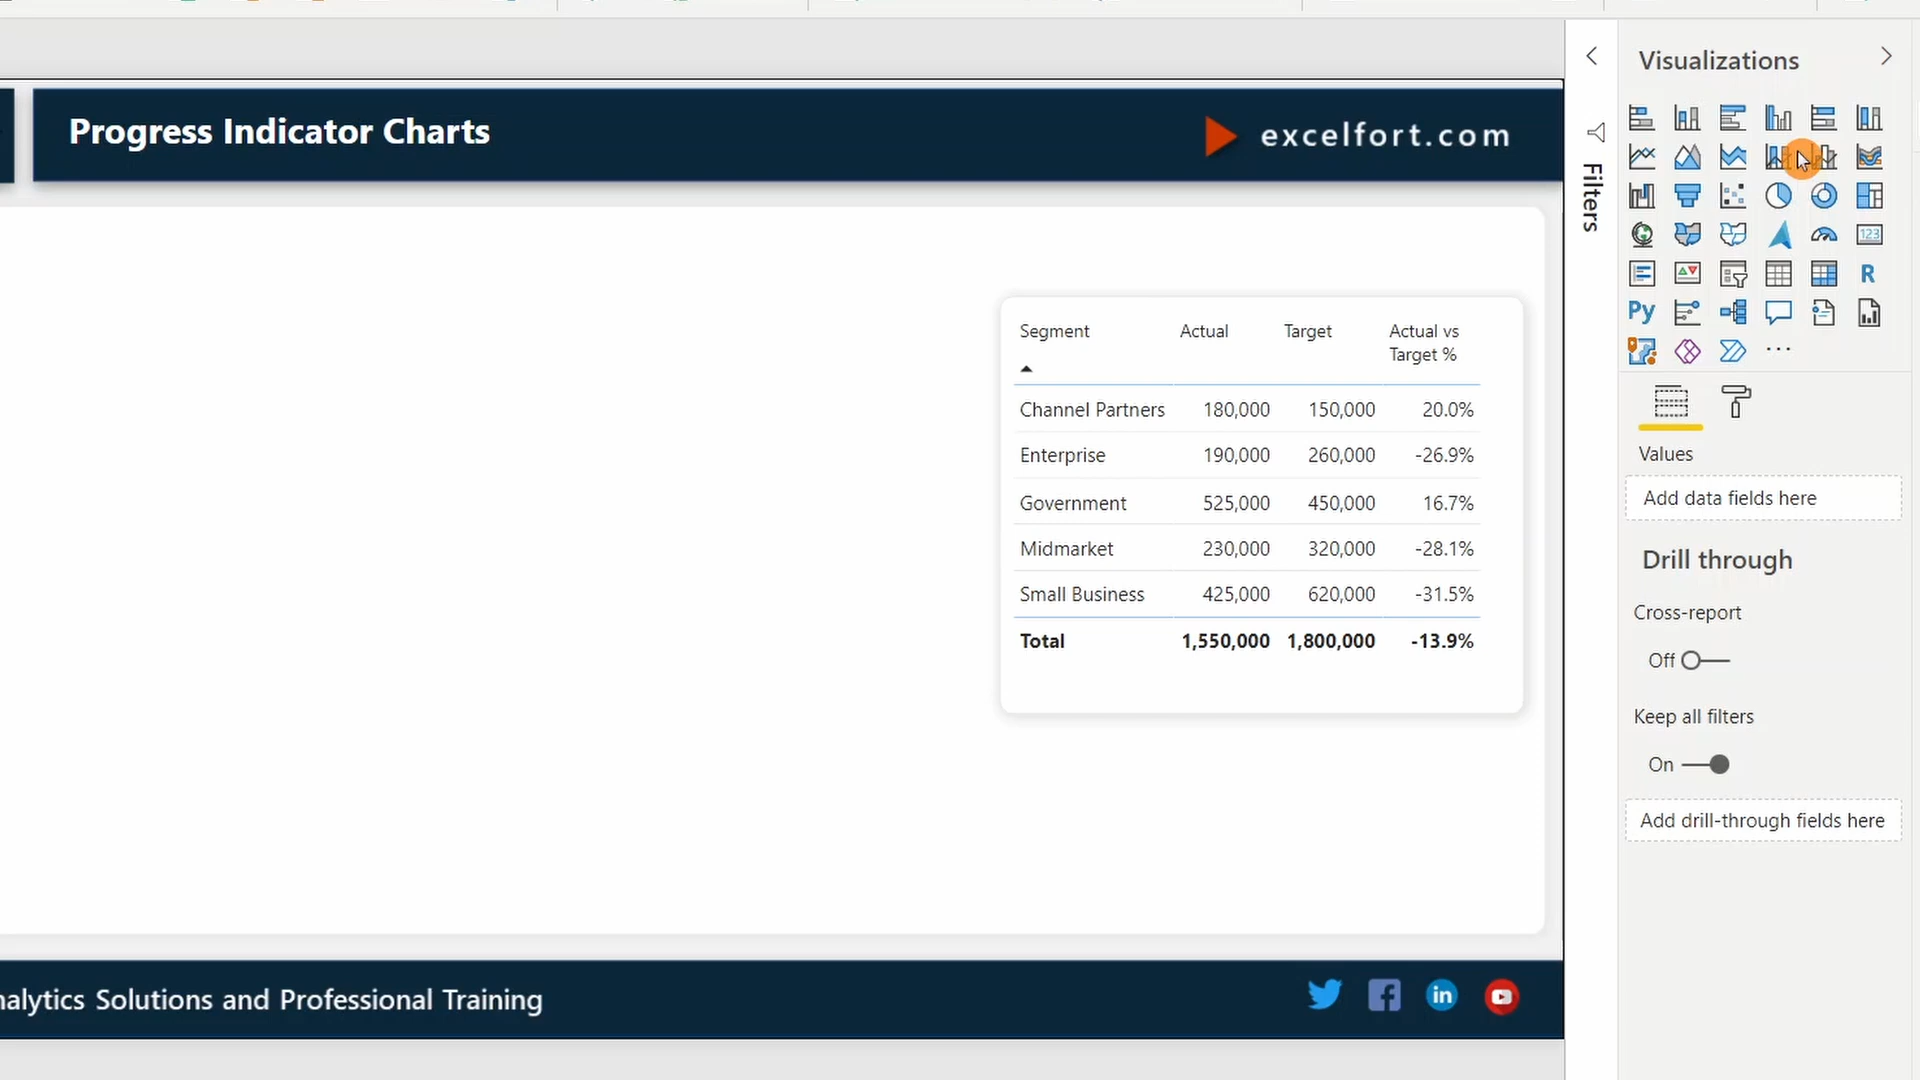 Progress Indicator Charts
excelfort.com
Segment Actual Target Actual vs Target %
Channel Partners 180,000 150,000 20.0%
Enterprise 190,000 260,000 -26.9%
Government 525,000 450,000 16.7%
Midmarket 230,000 320,000 -28.1%
Small Business 425,000 620,000 -31.5%
Total 1,550,000 1,800,000 -13.9%
nalytics Solutions and Professional Training
in
Filters
Visualizations
123
R
Py
...
Values
Add data fields here
Drill through
Cross-report
Off
Keep all filters
On
Add drill-through fields here